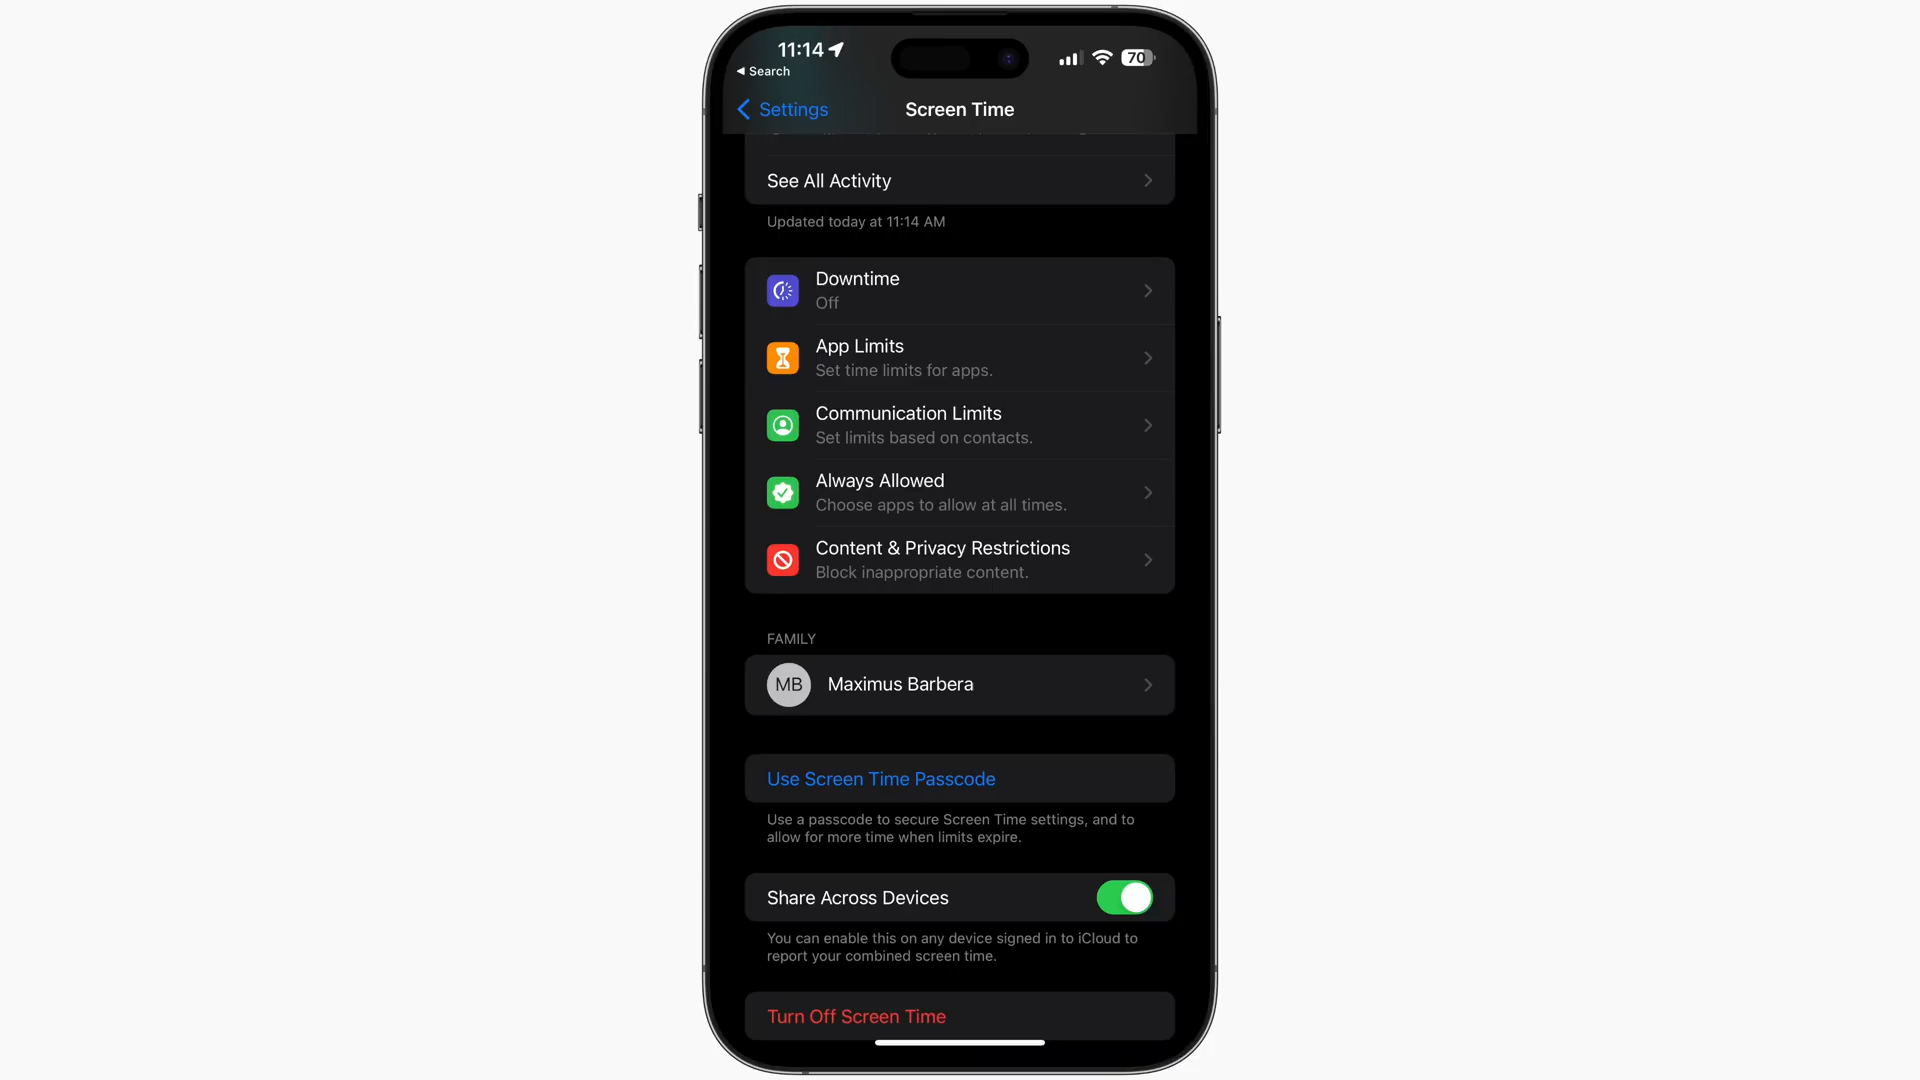 11:14
70
Search
Settings
Screen Time
See All Activity
Updated today at 11:14 AM
Downtime
Off
App Limits
Set time limits for apps.
Communication Limits
Set limits based on contacts.
Always Allowed
Choose apps to allow at all times.
Content & Privacy Restrictions
Block inappropriate content.
FAMILY
MB
Maximus Barbera
Use Screen Time Passcode
Use a passcode to secure Screen Time settings, and to
allow for more time when limits expire.
Share Across Devices
You can enable this on any device signed in to iCloud to
report your combined screen time.
Turn Off Screen Time